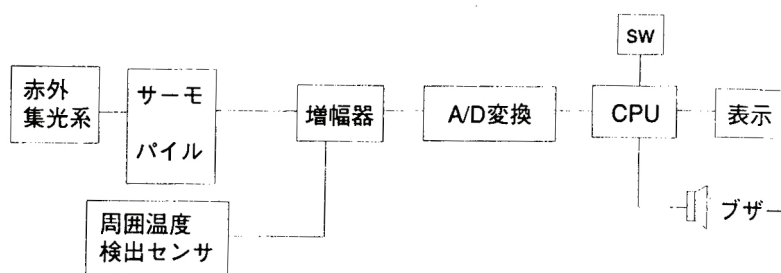 SW
赤外
集光系
サーモ
パイル
増幅器
A/D変換
CPU
表示
周囲温度
検出センサ
ブザー